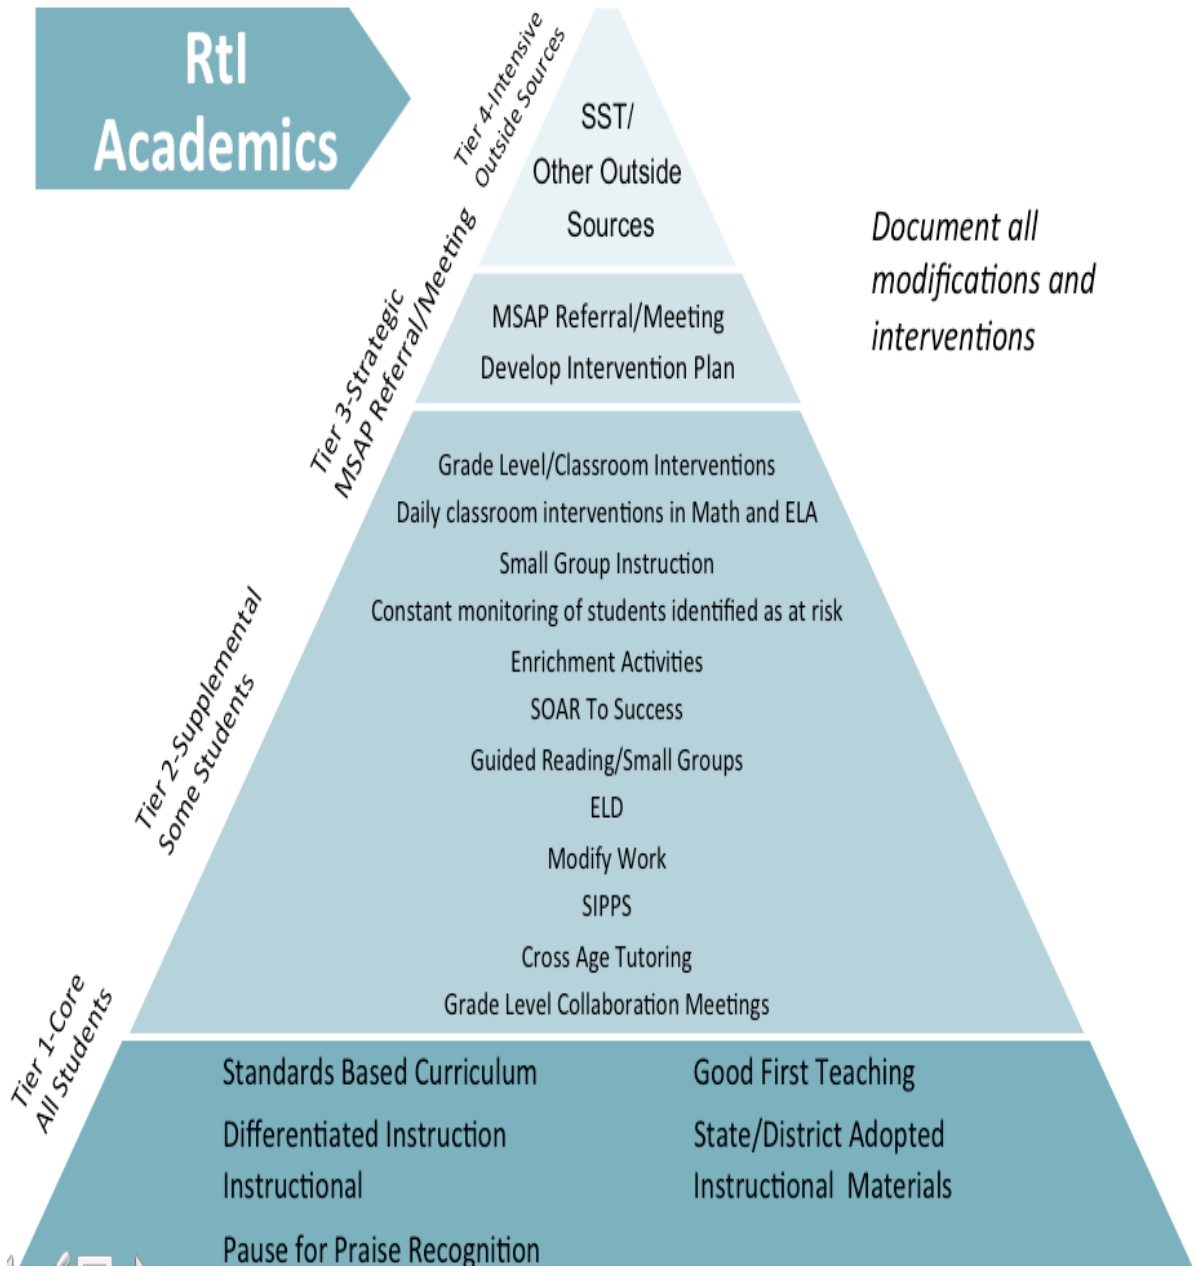 RtI
Academics
Tier 4-Intensive
Outside Sources
SST/
Other Outside
Sources
Document all
modifications and
interventions
Tier 3-Strategic
MSAP Referral/Meeting
MSAP Referral/Meeting
Develop Intervention Plan
Tier 2-Supplemental
Some Students
Grade Level/Classroom Interventions
Daily classroom interventions in Math and ELA
Small Group Instruction
Constant monitoring of students identified as at risk
Enrichment Activities
SOAR To Success
Guided Reading/Small Groups
ELD
Modify Work
SIPPS
Cross Age Tutoring
Grade Level Collaboration Meetings
Tier 1-Core
All Students
Standards Based Curriculum
Differentiated Instruction
Instructional
Pause for Praise Recognition
Good First Teaching
State/District Adopted
Instructional Materials